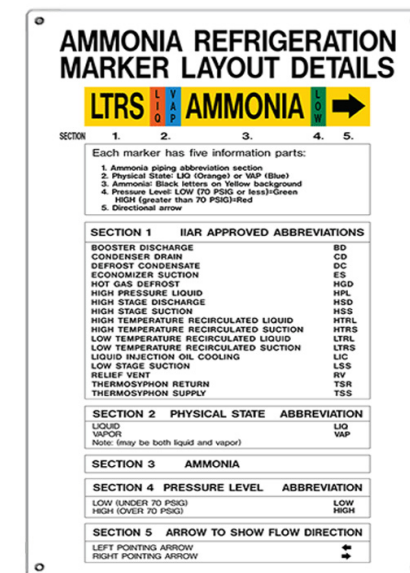 AMMONIA REFRIGERATION
MARKER LAYOUT DETAILS
LTRS LIQ VAP AMMONIA LOW
SECTION 1. 2. 3. 4. 5.
Each marker has five information parts:
1. Ammonia piping abbreviation section
2. Physical State: LIQ (Orange) or VAP (Blue)
3. Ammonia: Black letters on Yellow background
4. Pressure Level: LOW (70 PSIG or less)=Green
HIGH (greater than 70 PSIG)=Red
5. Directional arrow
SECTION 1 IIAR APPROVED ABBREVIATIONS
BOOSTER DISCHARGE BD
CONDENSER DRAIN CD
DEFROST CONDENSATE DC
ECONOMIZER SUCTION ES
HOT GAS DEFROST HGD
HIGH PRESSURE LIQUID HPL
HIGH STAGE DISCHARGE HSD
HIGH STAGE SUCTION HSS
HIGH TEMPERATURE RECIRCULATED LIQUID HTRL
HIGH TEMPERATURE RECIRCULATED SUCTION HTRS
LOW TEMPERATURE RECIRCULATED LIQUID LTRL
LOW TEMPERATURE RECIRCULATED SUCTION LTRS
LIQUID INJECTION OIL COOLING LIC
LOW STAGE SUCTION LSS
RELIEF VENT RV
THERMOSYPHON RETURN TSR
THERMOSYPHON SUPPLY TSS
SECTION 2 PHYSICAL STATE ABBREVIATION
LIQUID LIQ
VAPOR VAP
Note: (may be both liquid and vapor)
SECTION 3 AMMONIA
SECTION 4 PRESSURE LEVEL ABBREVIATION
LOW (UNDER 70 PSIG) LOW
HIGH (OVER 70 PSIG) HIGH
SECTION 5 ARROW TO SHOW FLOW DIRECTION
LEFT POINTING ARROW
RIGHT POINTING ARROW